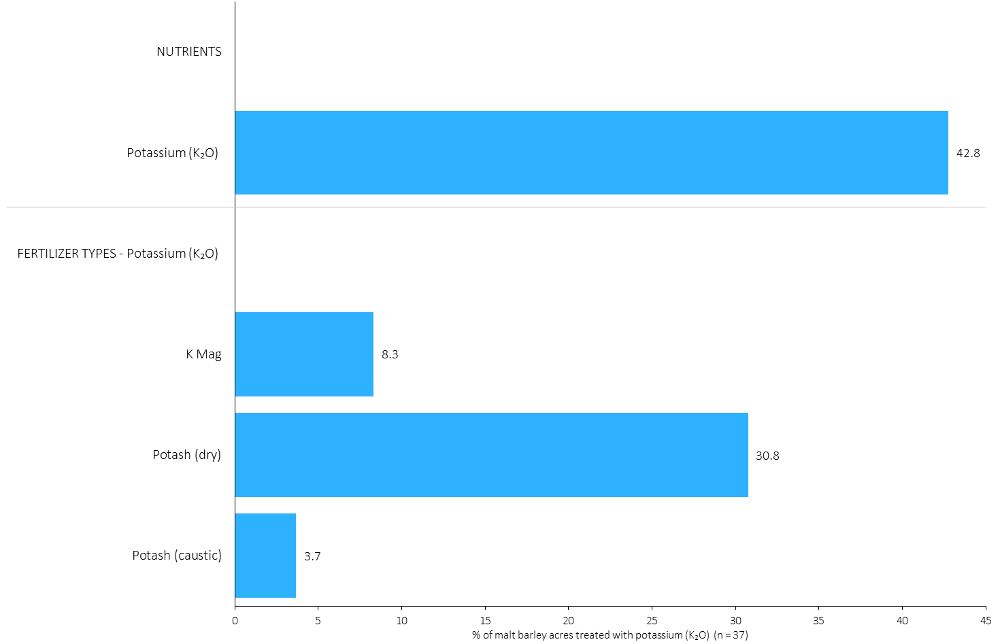 NUTRIENTS
Potassium (K₂O)
42.8
FERTILIZER TYPES - Potassium (K₂O)
K Mag
8.3
Potash (dry)
30.8
Potash (caustic)
3.7
0 5 10 15 20 25 30 35 40 45
% of malt barley acres treated with potassium (K₂O) (n = 37)